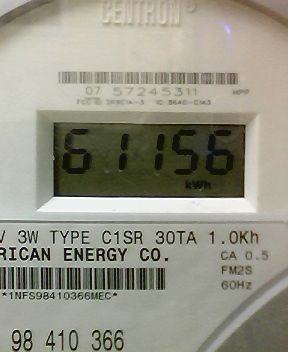 CENTRON®
07 57245311 HPP
61156
kWh
V 3W TYPE C1SR 30TA 1.0Kh
RICAN ENERGY CO. CA 0.5
FM2S
*1NFS98410366MEC* 60Hz
98 410 366